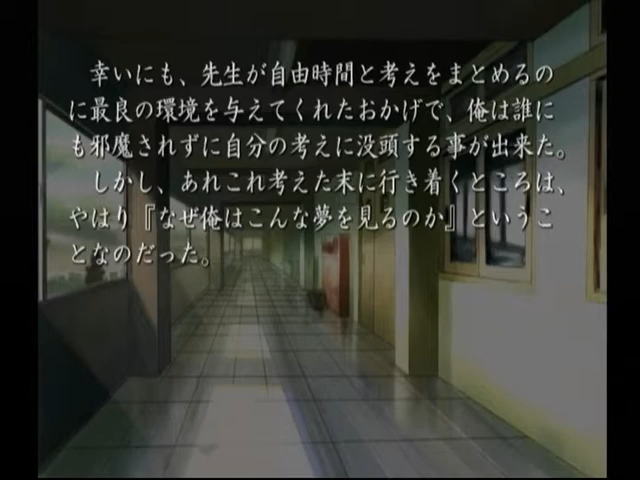 幸いにも、先生が自由時間と考えをまとめるの
に最良の環境を与えてくれたおかげで、俺は誰に
も邪魔されずに自分の考えに没頭する事が出来た。
しかし、あれこれ考えた末に行き着くところは、
やはり『なぜ俺はこんな夢を見るのか』というこ
となのだった。